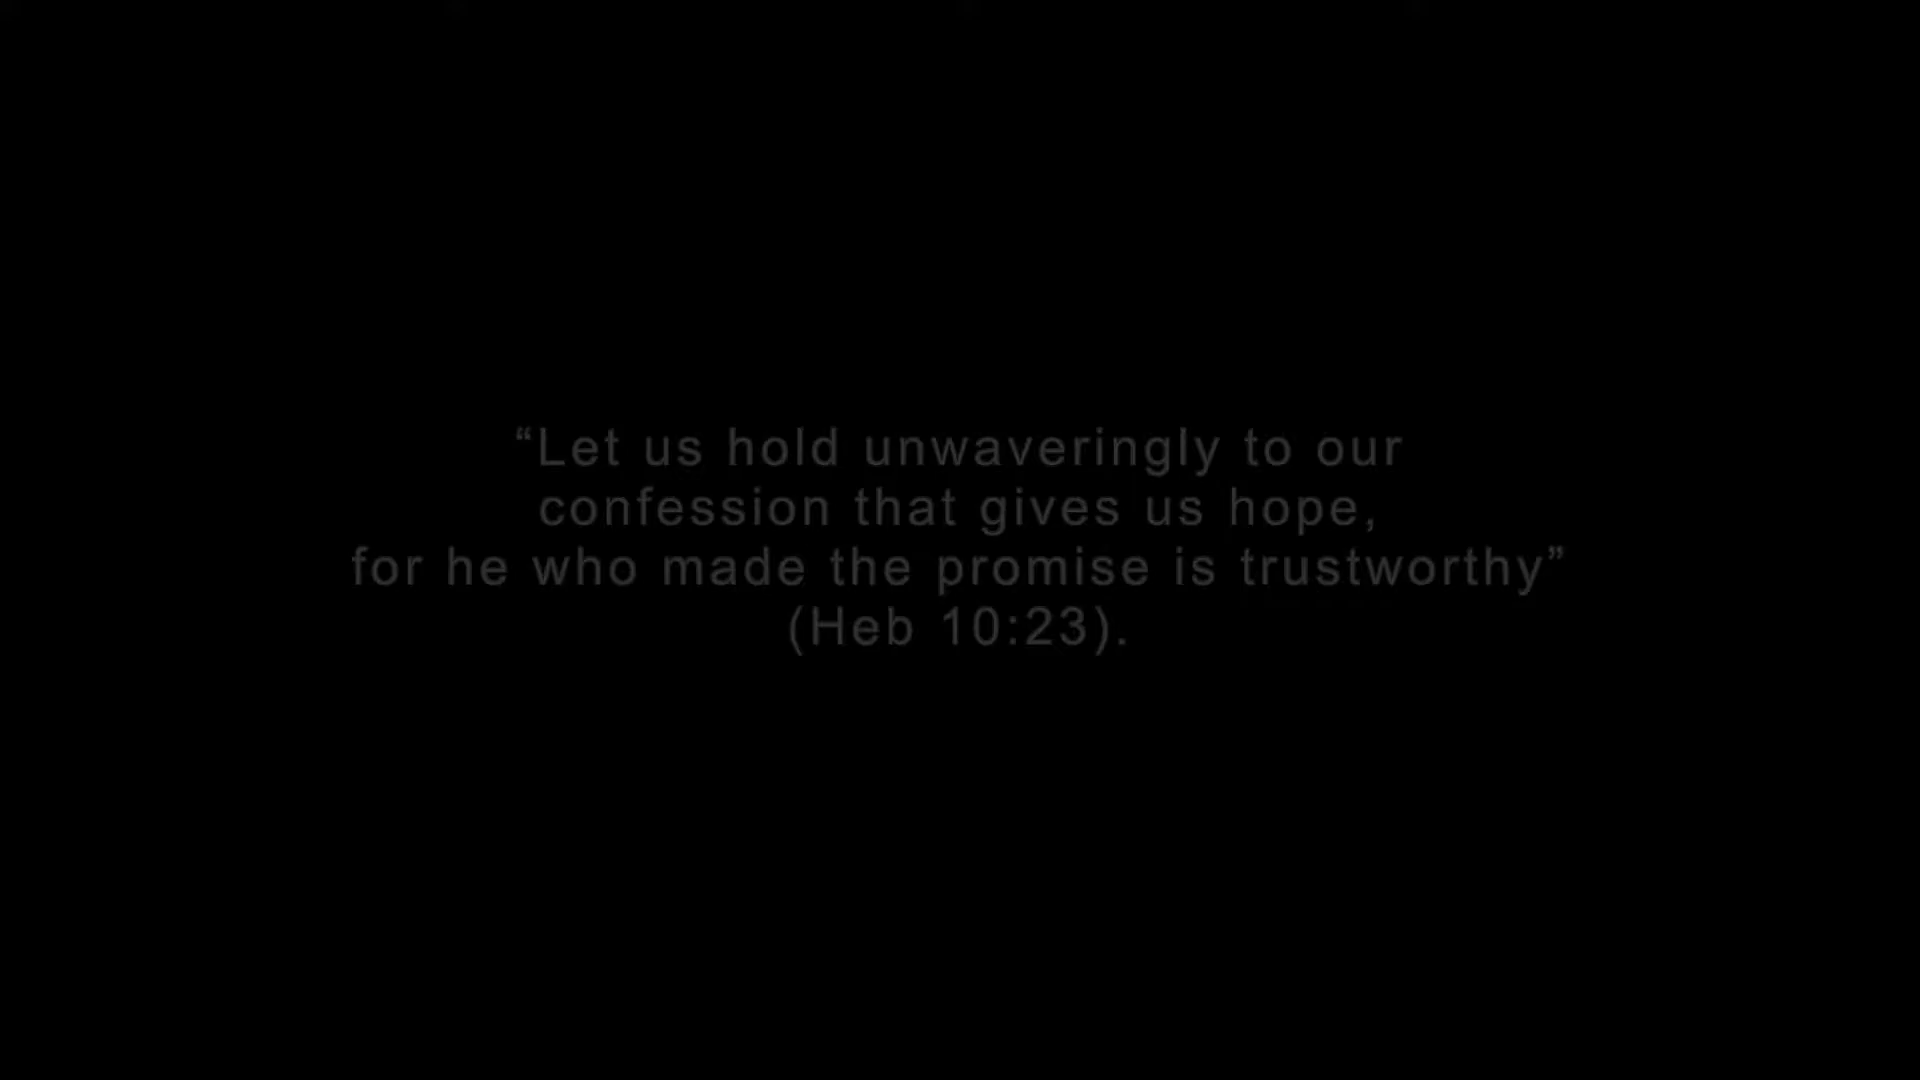 “Let us hold unwaveringly to our
confession that gives us hope,
for he who made the promise is trustworthy”
(Heb 10:23).